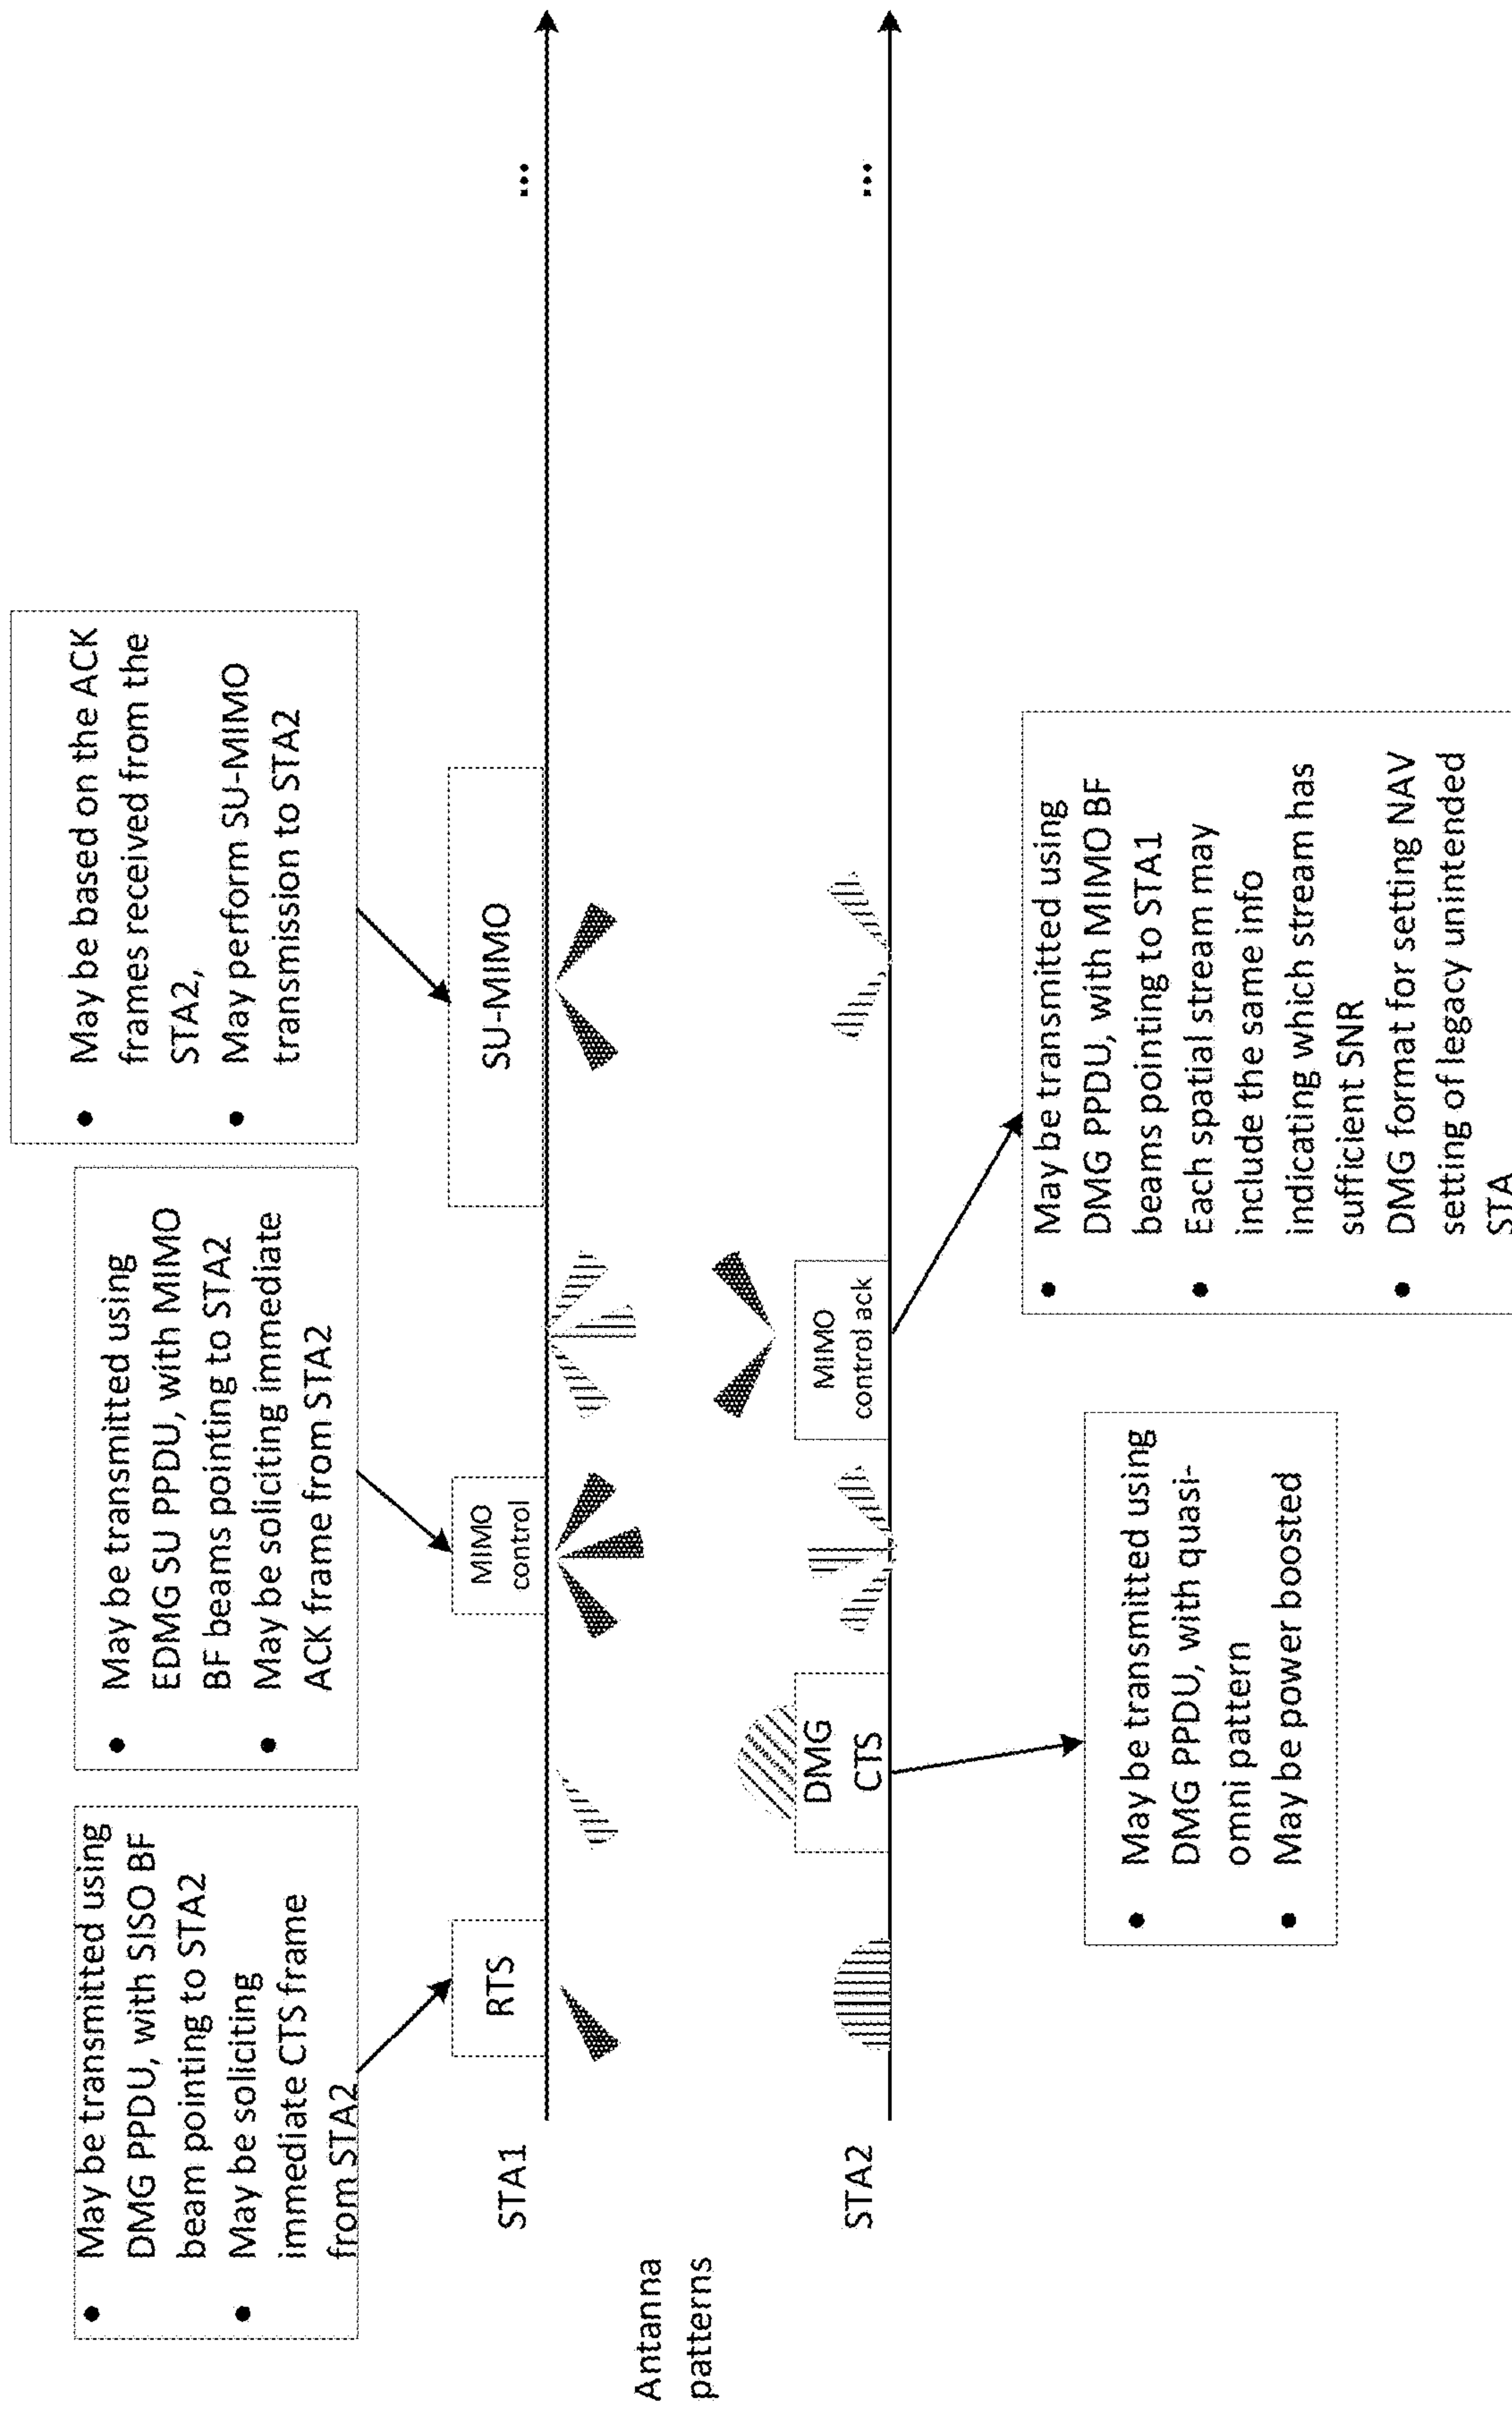 • May be transmitted using
DMG PPDU, with SISO BF
beam pointing to STA2
• May be soliciting
immediate CTS frame
from STA2
• May be transmitted using
EDMG SU PPDU, with MIMO
BF beams pointing to STA2
• May be soliciting immediate
ACK frame from STA2
• May be based on the ACK
frames received from the
STA2,
• May perform SU-MIMO
transmission to STA2
RTS
MIMO
control
SU-MIMO
STA1
...
Antanna
patterns
DMG
CTS
MIMO
control ack
STA2
...
• May be transmitted using
DMG PPDU, with quasi-
omni pattern
• May be power boosted
• May be transmitted using
DMG PPDU, with MIMO BF
beams pointing to STA1
• Each spatial stream may
include the same info
indicating which stream has
sufficient SNR
• DMG format for setting NAV
setting of legacy unintended
STA